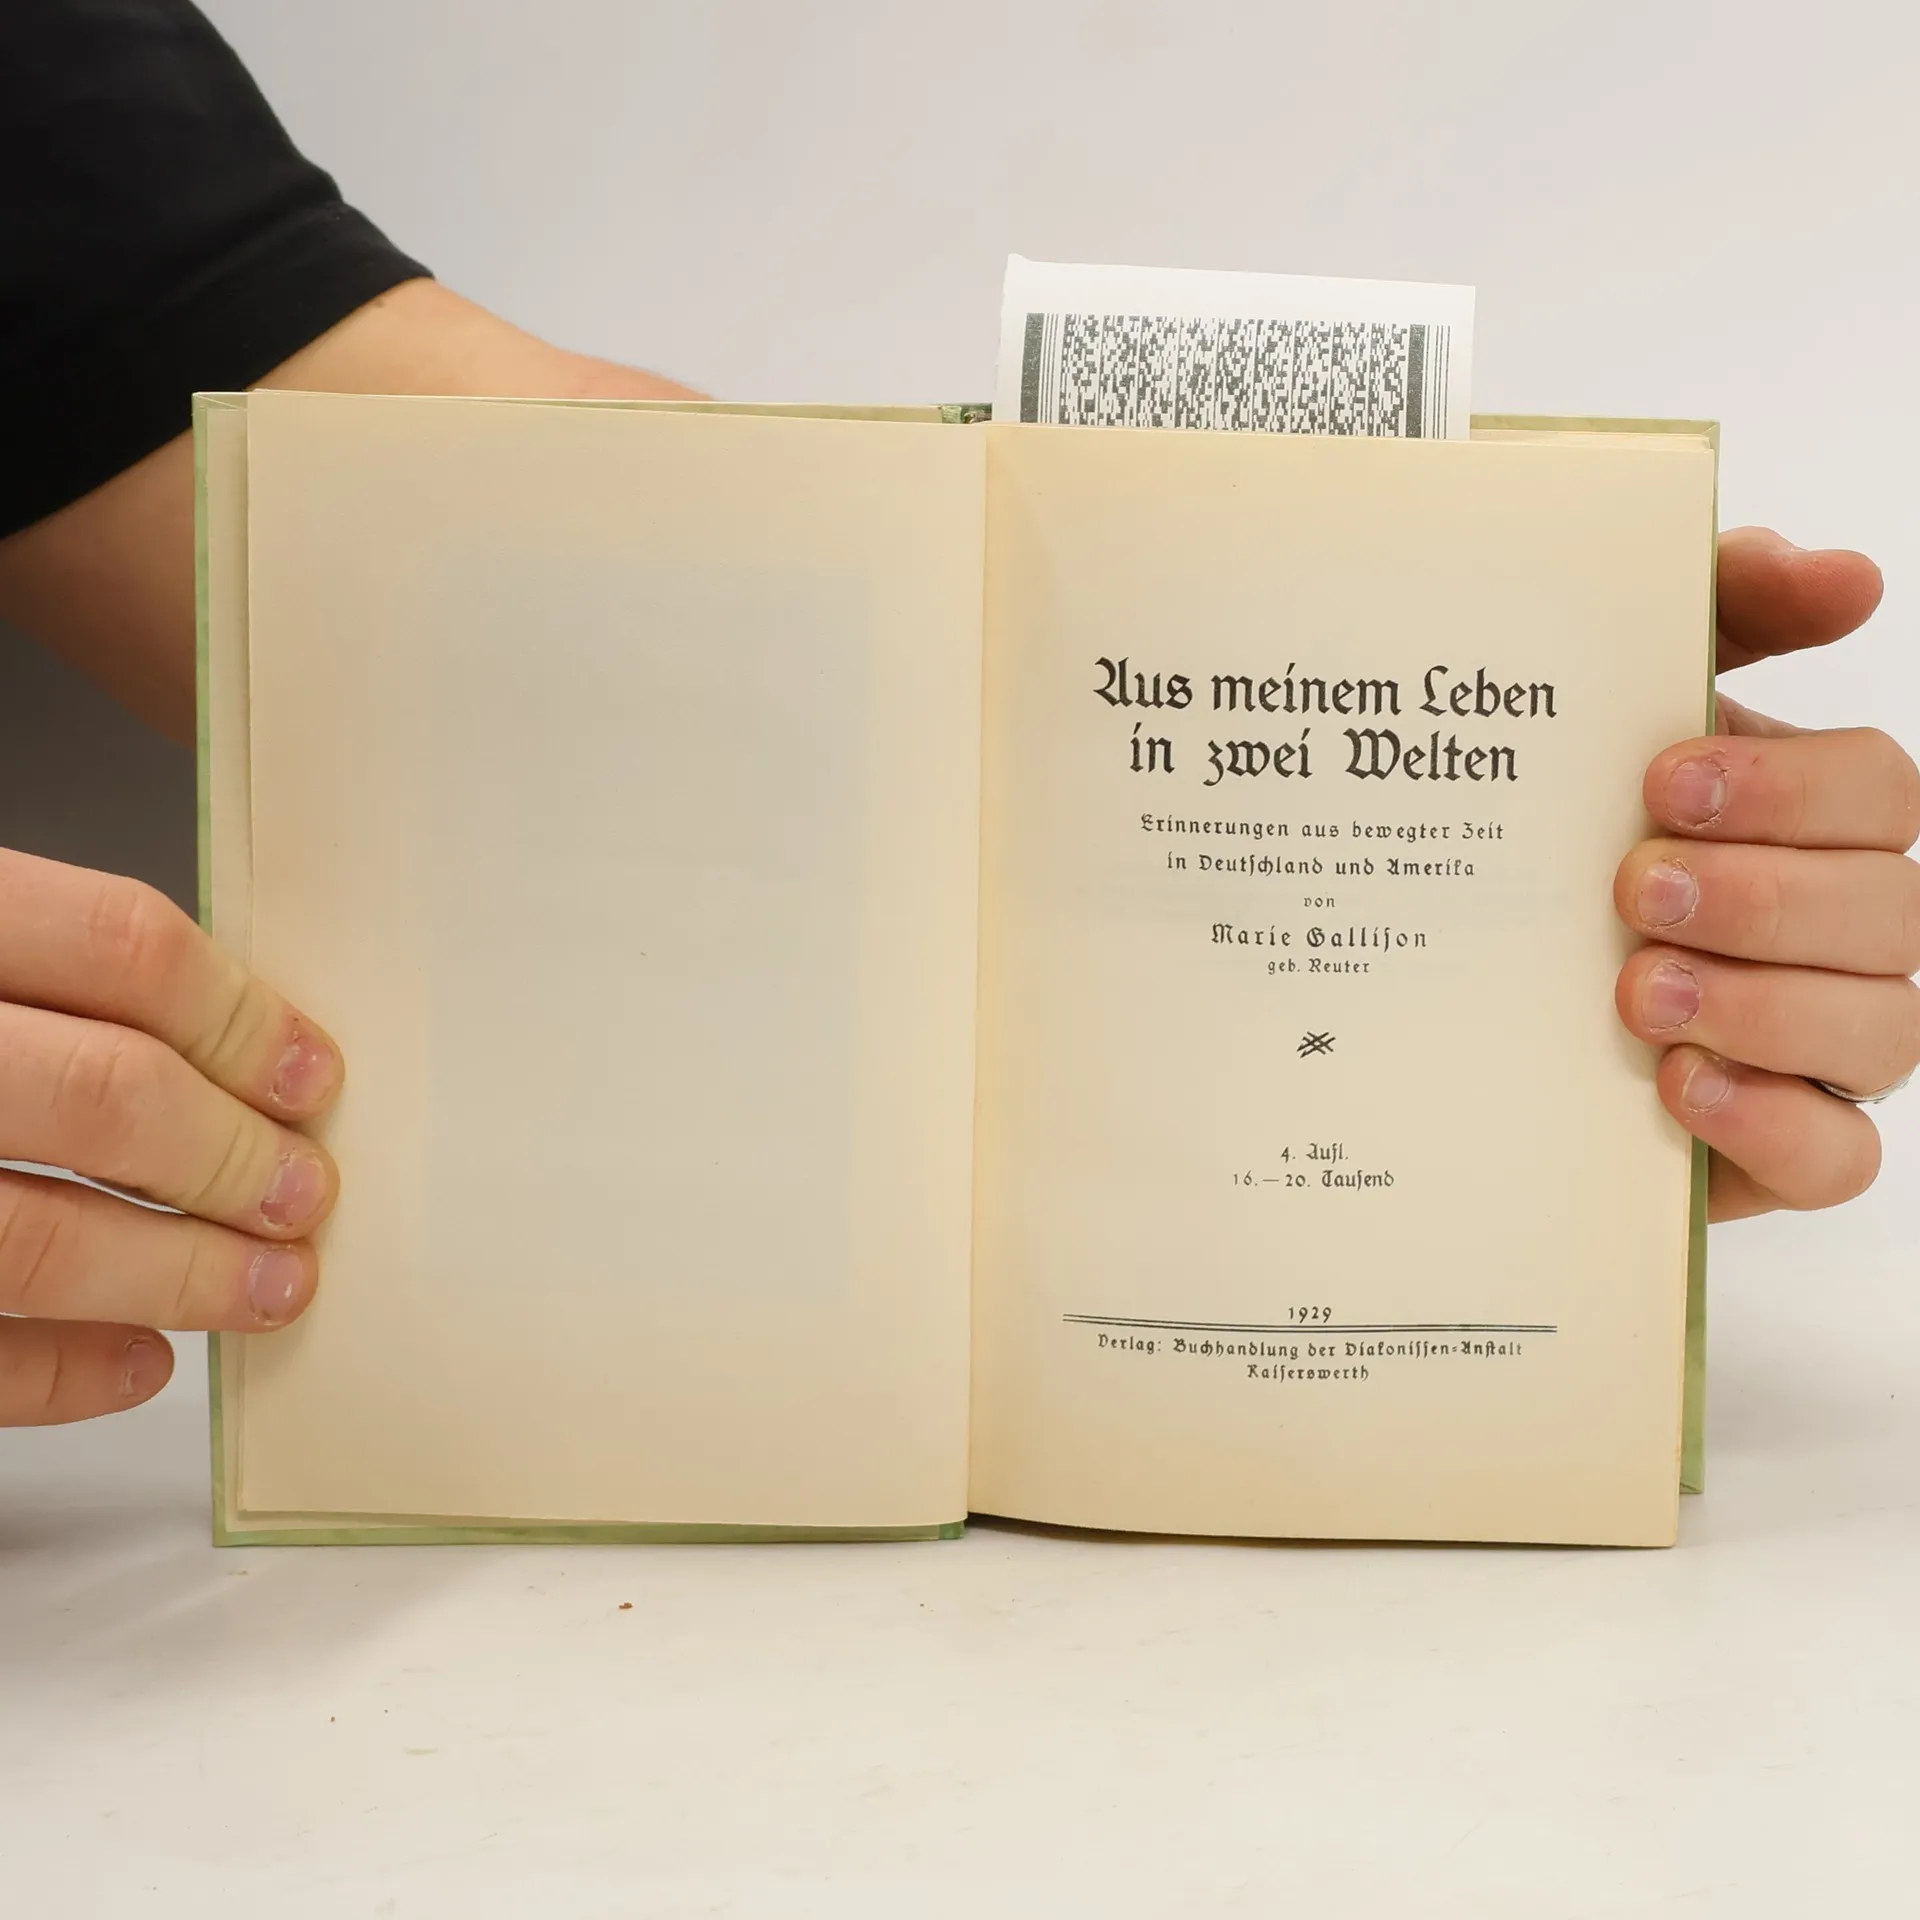 Aus meinem Leben
in zwei Welten
Erinnerungen aus bewegter Zeit
in Deutſchland und Amerika
von
Marie Galliſon
geb. Reuter
4. Aufl.
16.—20. Tauſend
1929
Verlag: Buchhandlung der Diakoniſſen-Anſtalt
Kaiſerswerth